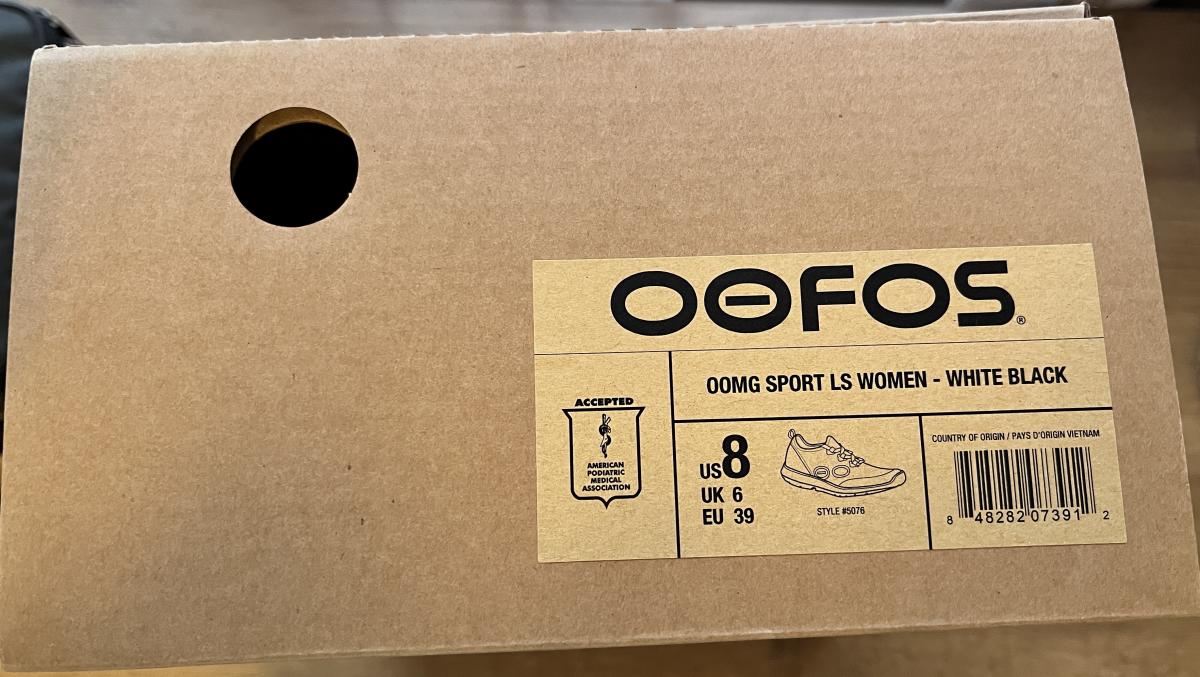 OOFOS®
OOMG SPORT LS WOMEN - WHITE BLACK
ACCEPTED
AMERICAN
PODIATRIC
MEDICAL
ASSOCIATION
US 8
UK 6
EU 39
STYLE #5076
COUNTRY OF ORIGIN / PAYS D'ORIGIN VIETNAM
8 48282 07391 2